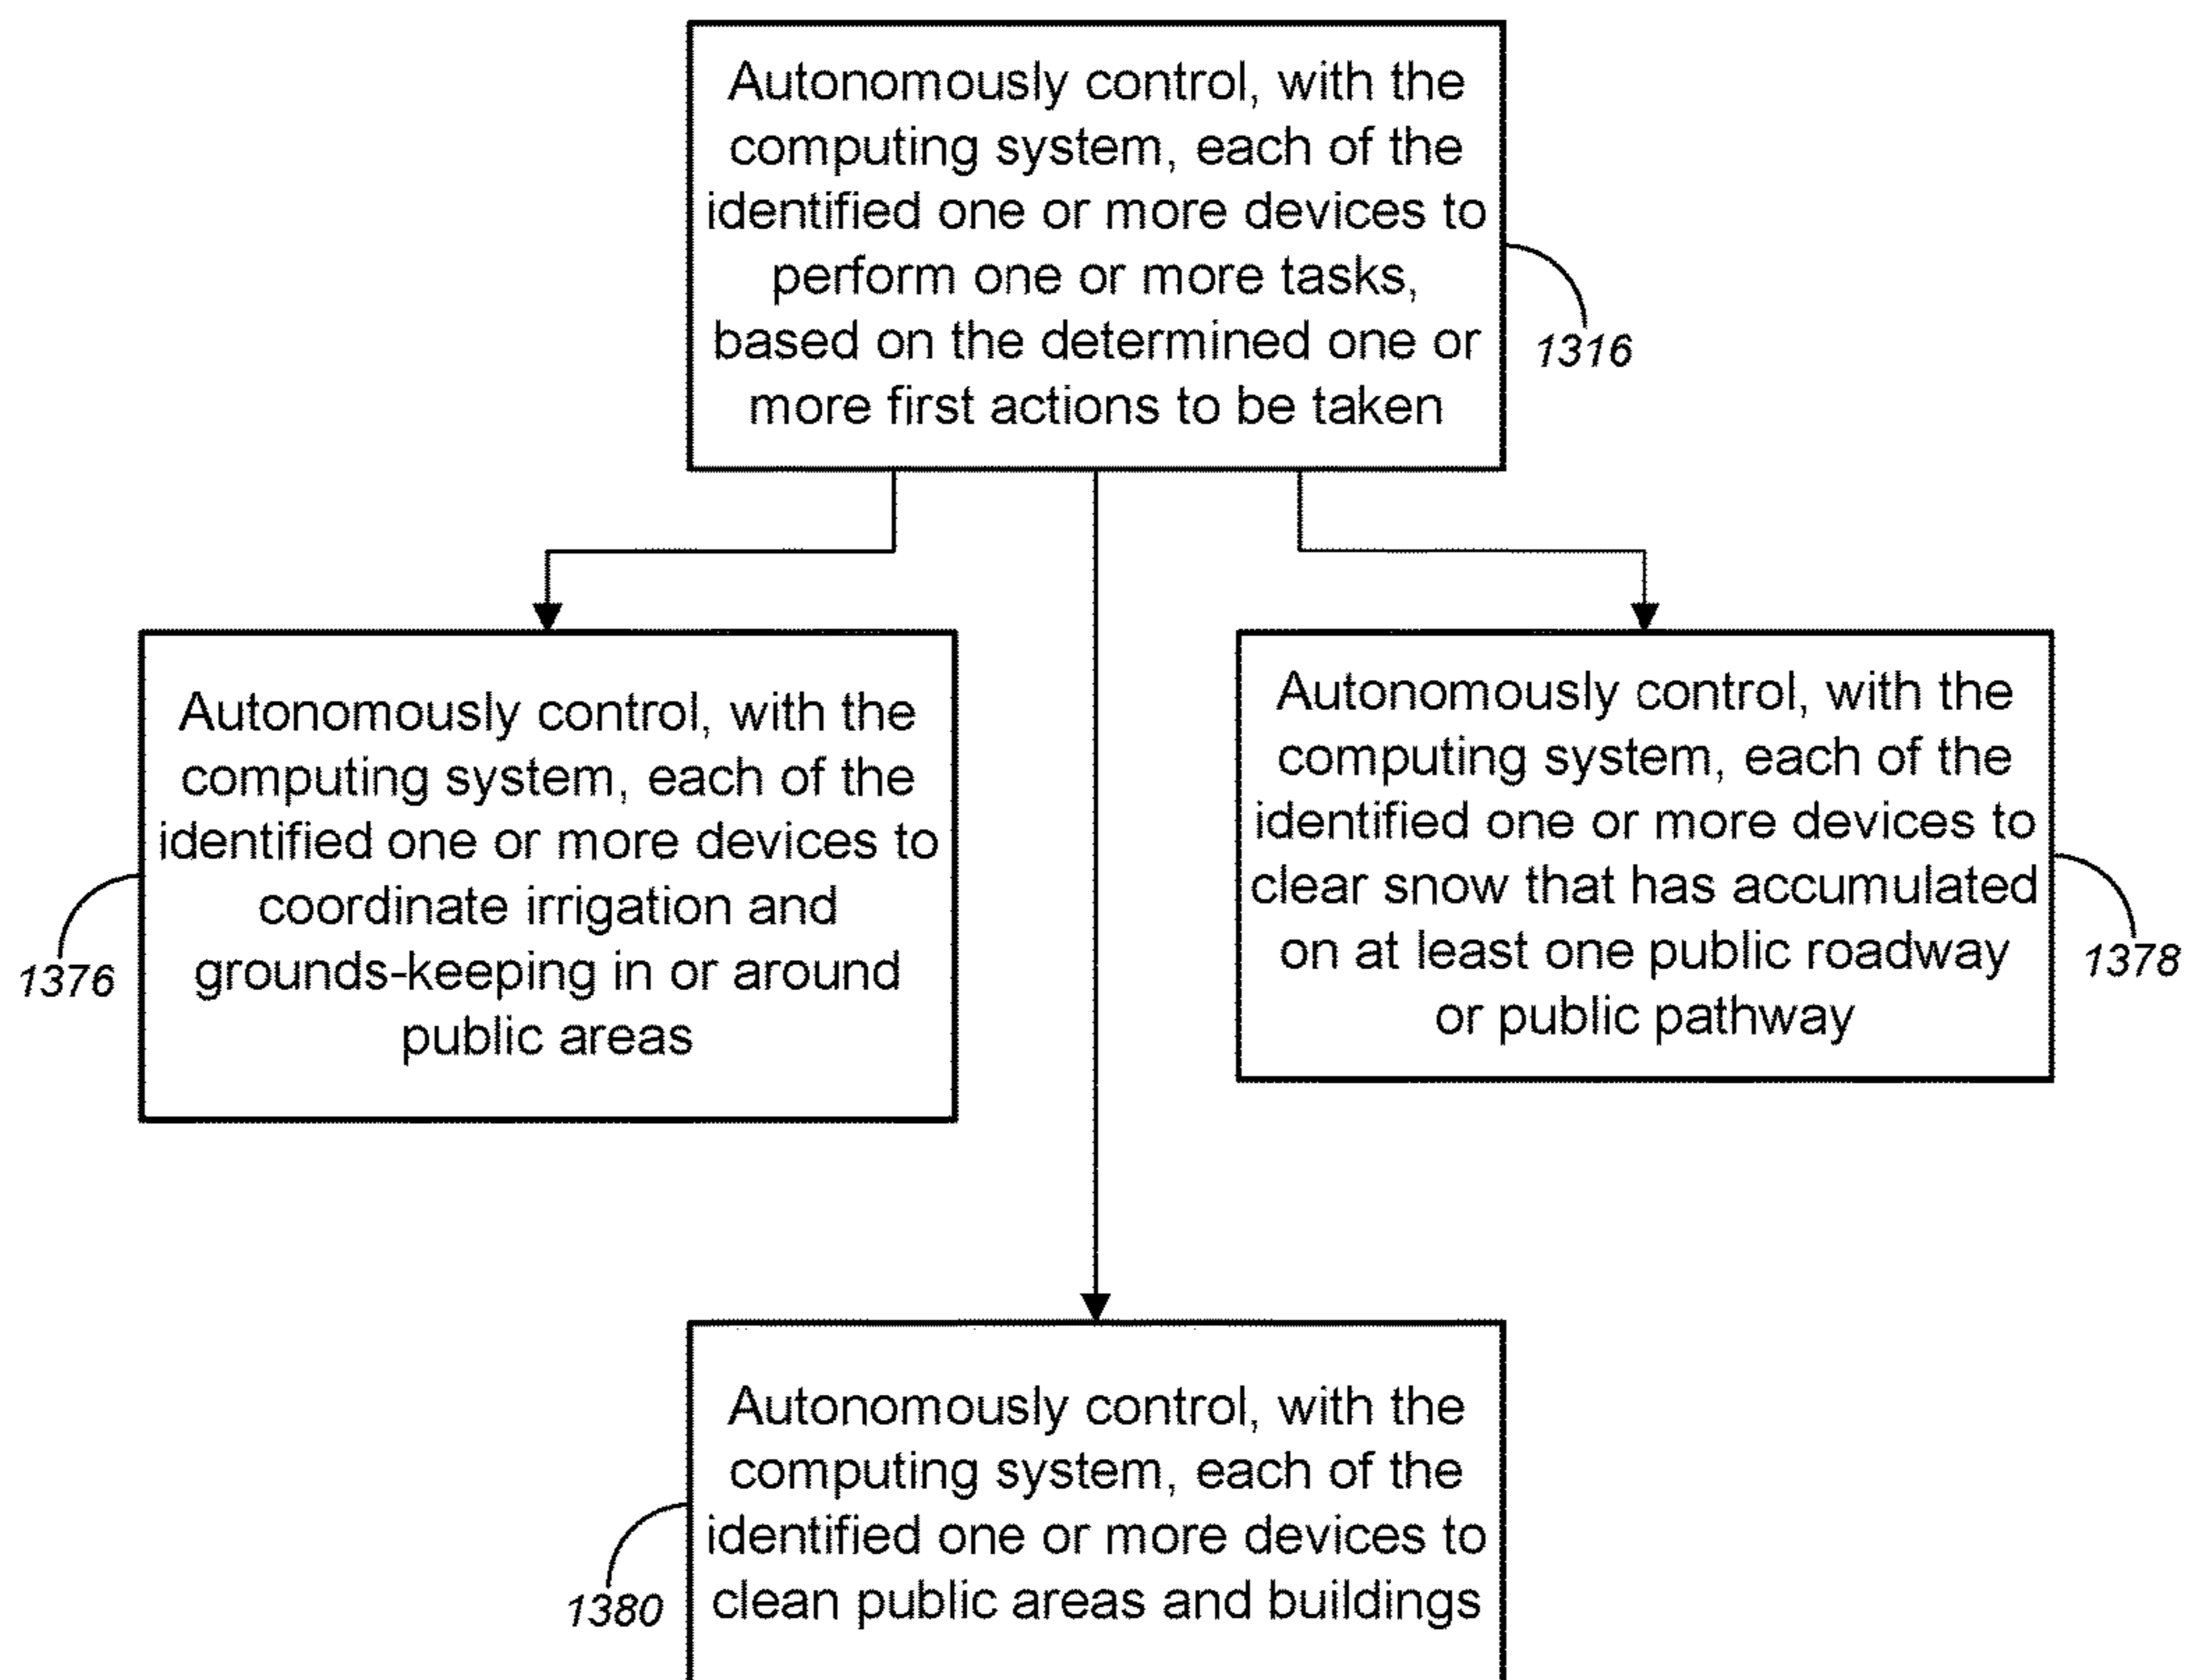 Autonomously control, with the
computing system, each of the
identified one or more devices to
perform one or more tasks,
based on the determined one or
more first actions to be taken
1316
Autonomously control, with the
computing system, each of the
identified one or more devices to
coordinate irrigation and
grounds-keeping in or around
public areas
1376
Autonomously control, with the
computing system, each of the
identified one or more devices to
clear snow that has accumulated
on at least one public roadway
or public pathway
1378
Autonomously control, with the
computing system, each of the
identified one or more devices to
clean public areas and buildings
1380